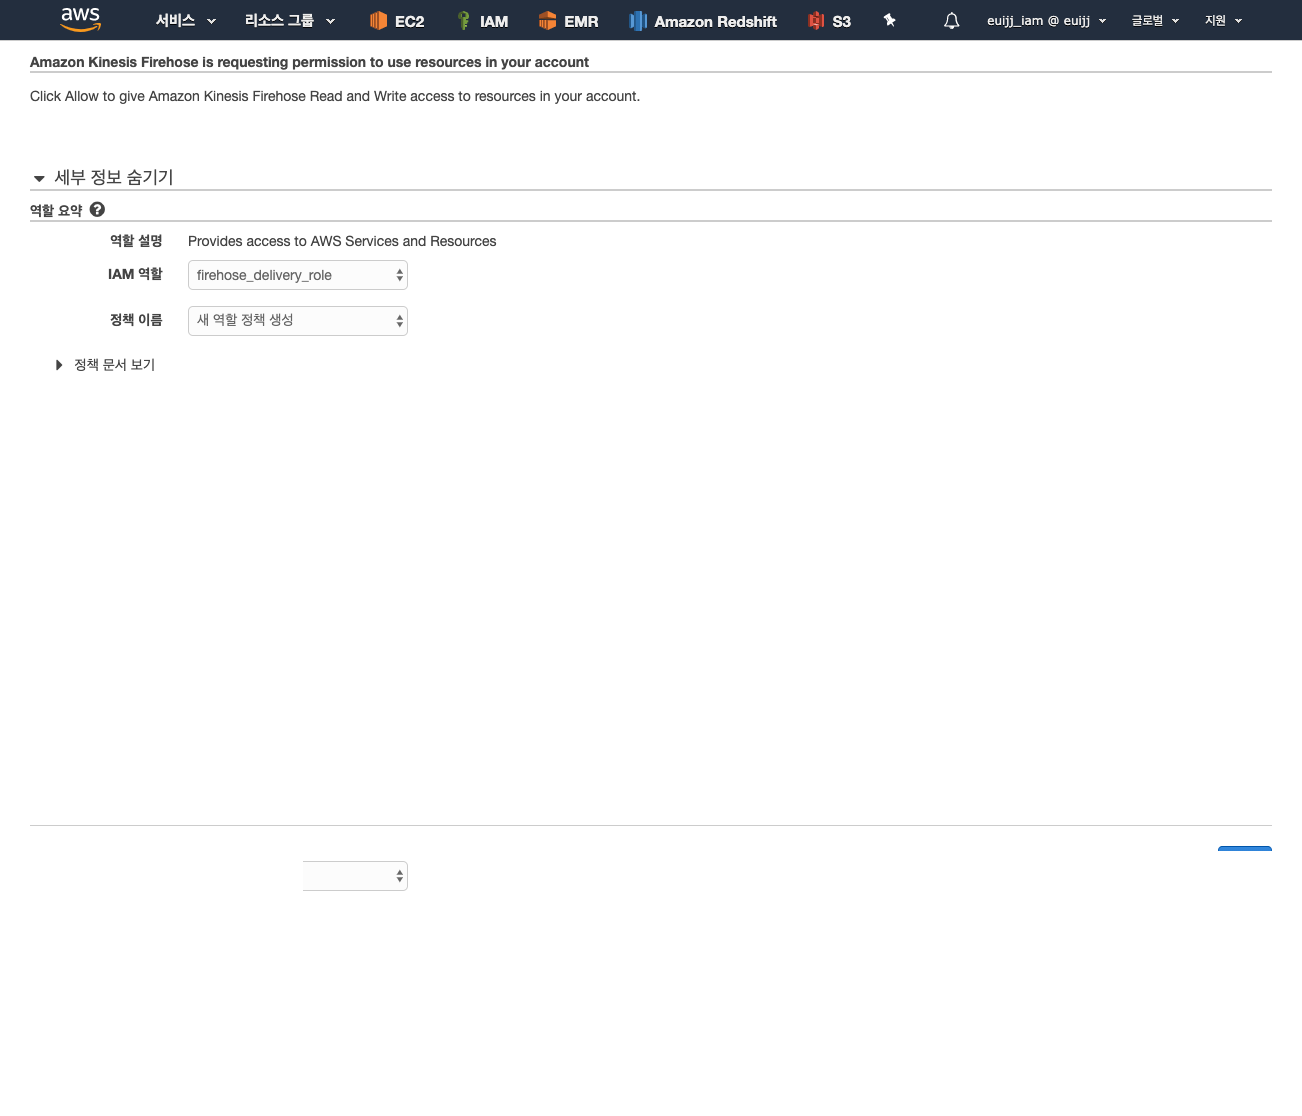 aws 서비스 리소스 그룹 EC2 IAM EMR Amazon Redshift S3 euijj_iam @ euijj 글로벌 지원
Amazon Kinesis Firehose is requesting permission to use resources in your account
Click Allow to give Amazon Kinesis Firehose Read and Write access to resources in your account.
세부 정보 숨기기
역할 요약 ?
역할 설명 Provides access to AWS Services and Resources
IAM 역할 firehose_delivery_role
정책 이름 새 역할 정책 생성
정책 문서 보기